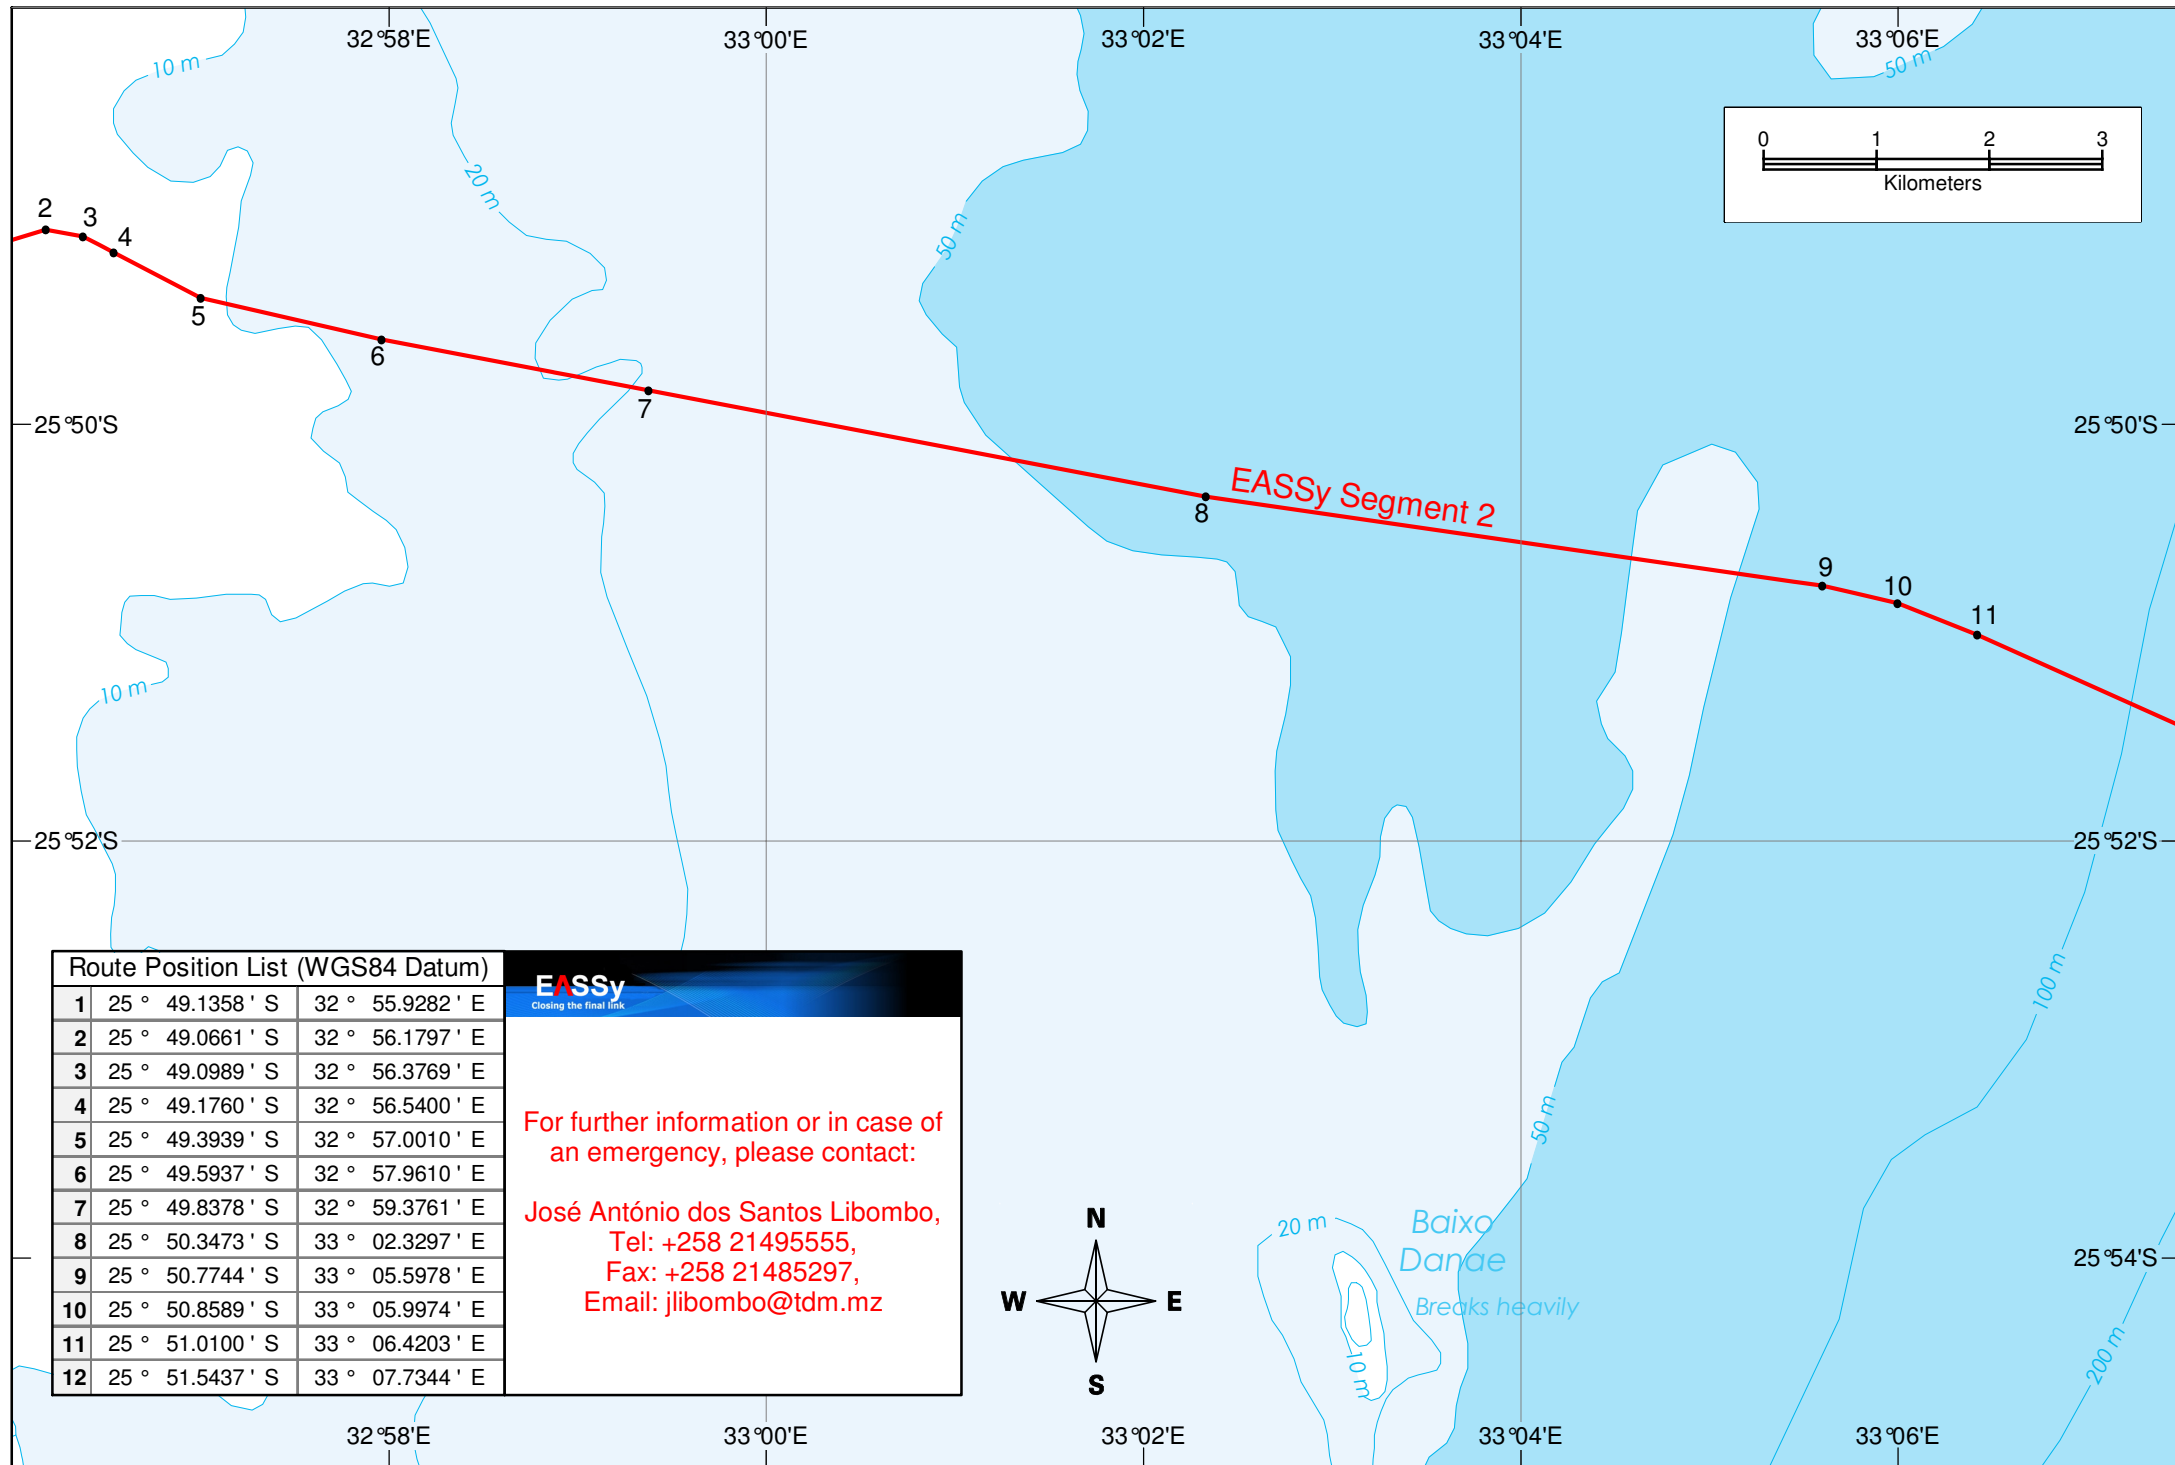 32°58'E 33°00'E 33°02'E 33°04'E 33°06'E
10 m
50 m
0 1 2 3
Kilometers
20 m
50 m
2
3
4
5
6
7
25°50'S
25°50'S
EASSy Segment 2
8
9
10
11
10 m
25°52'S
25°52'S
100 m
Route Position List (WGS84 Datum)
1 25 ° 49.1358 ' S 32 ° 55.9282 ' E
2 25 ° 49.0661 ' S 32 ° 56.1797 ' E
3 25 ° 49.0989 ' S 32 ° 56.3769 ' E
4 25 ° 49.1760 ' S 32 ° 56.5400 ' E
5 25 ° 49.3939 ' S 32 ° 57.0010 ' E
6 25 ° 49.5937 ' S 32 ° 57.9610 ' E
7 25 ° 49.8378 ' S 32 ° 59.3761 ' E
8 25 ° 50.3473 ' S 33 ° 02.3297 ' E
9 25 ° 50.7744 ' S 33 ° 05.5978 ' E
10 25 ° 50.8589 ' S 33 ° 05.9974 ' E
11 25 ° 51.0100 ' S 33 ° 06.4203 ' E
12 25 ° 51.5437 ' S 33 ° 07.7344 ' E
EASSy
Closing the final link
For further information or in case of
an emergency, please contact:
José António dos Santos Libombo,
Tel: +258 21495555,
Fax: +258 21485297,
Email: jlibombo@tdm.mz
50 m
N
W E
S
20 m
Baixo
Danae
Breaks heavily
10 m
25°54'S
200 m
32°58'E 33°00'E 33°02'E 33°04'E 33°06'E